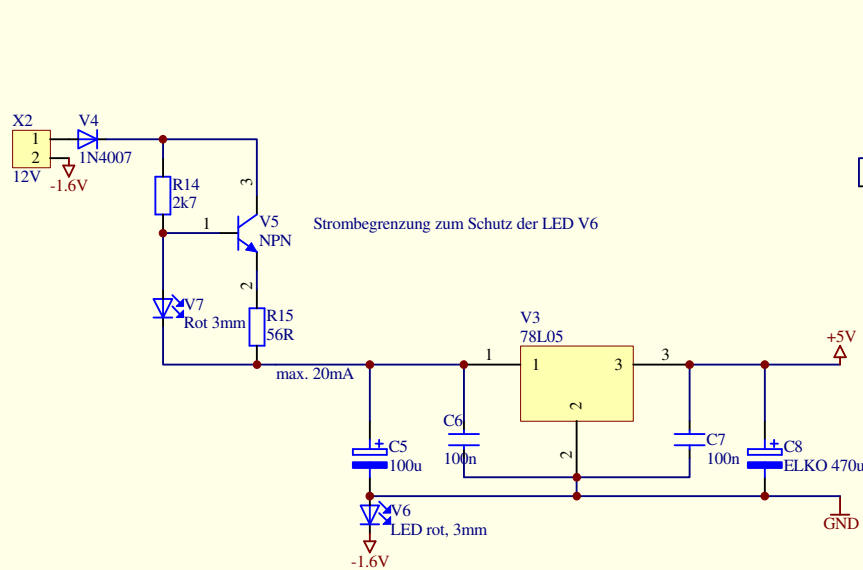 X2
V4
1
2
1N4007
12V
-1.6V
R14
2k7
3
1
V5
NPN
Strombegrenzung zum Schutz der LED V6
2
V7
Rot 3mm
R15
56R
max. 20mA
V3
78L05
1
1
3
3
2
2
+5V
C6
100n
C5
100u
C7
100n
C8
ELKO 470u
V6
LED rot, 3mm
-1.6V
GND